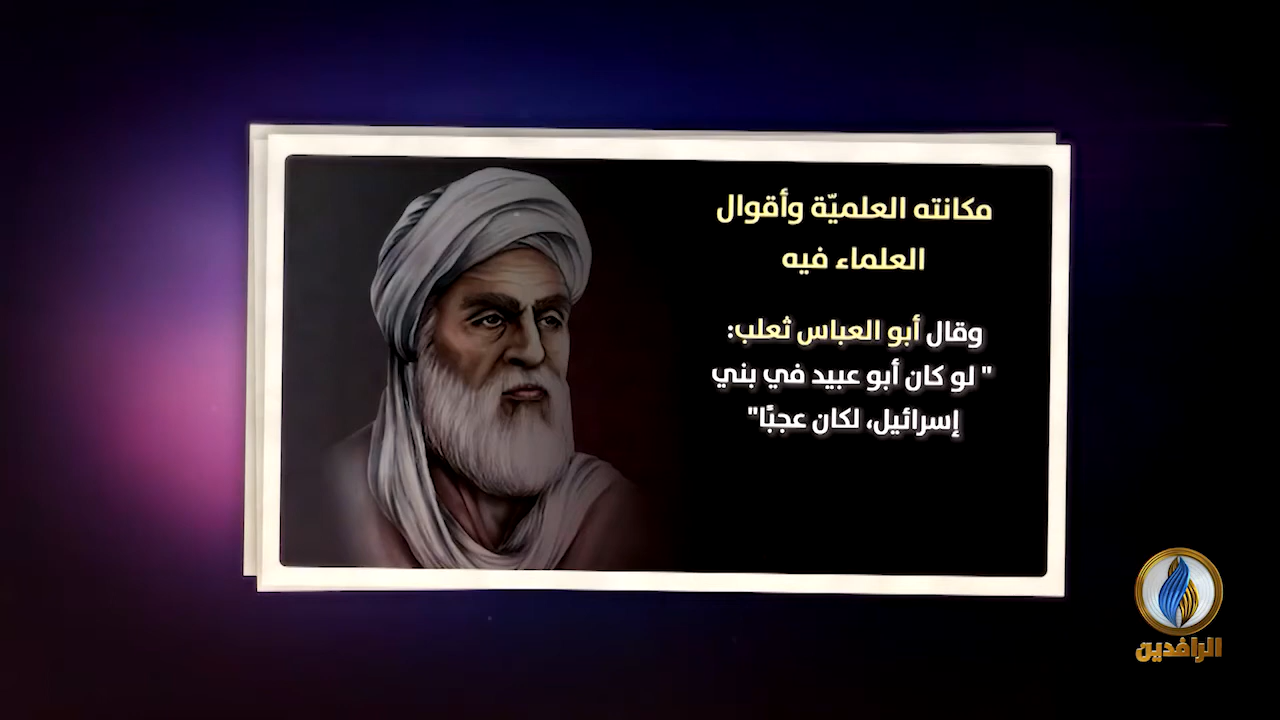 مكانته العلميّة وأقوال
العلماء فيه
وقال أبو العباس ثعلب:
" لو كان أبو عبيد في بني
إسرائيل، لكان عجبًا"
الرافدين